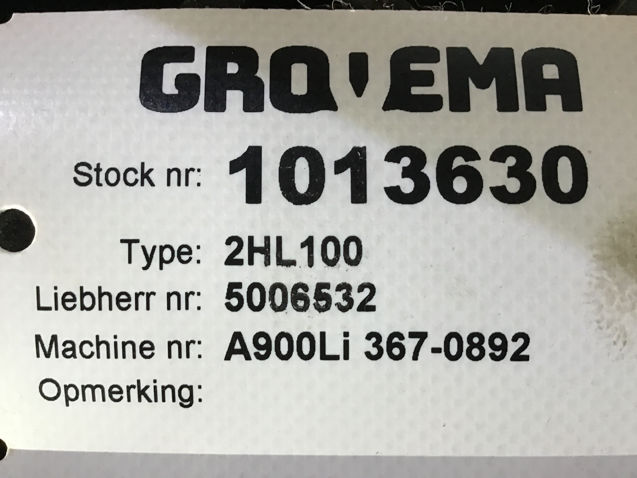 GROVEMA
Stock nr: 1013630
Type: 2HL100
Liebherr nr: 5006532
Machine nr: A900Li 367-0892
Opmerking: